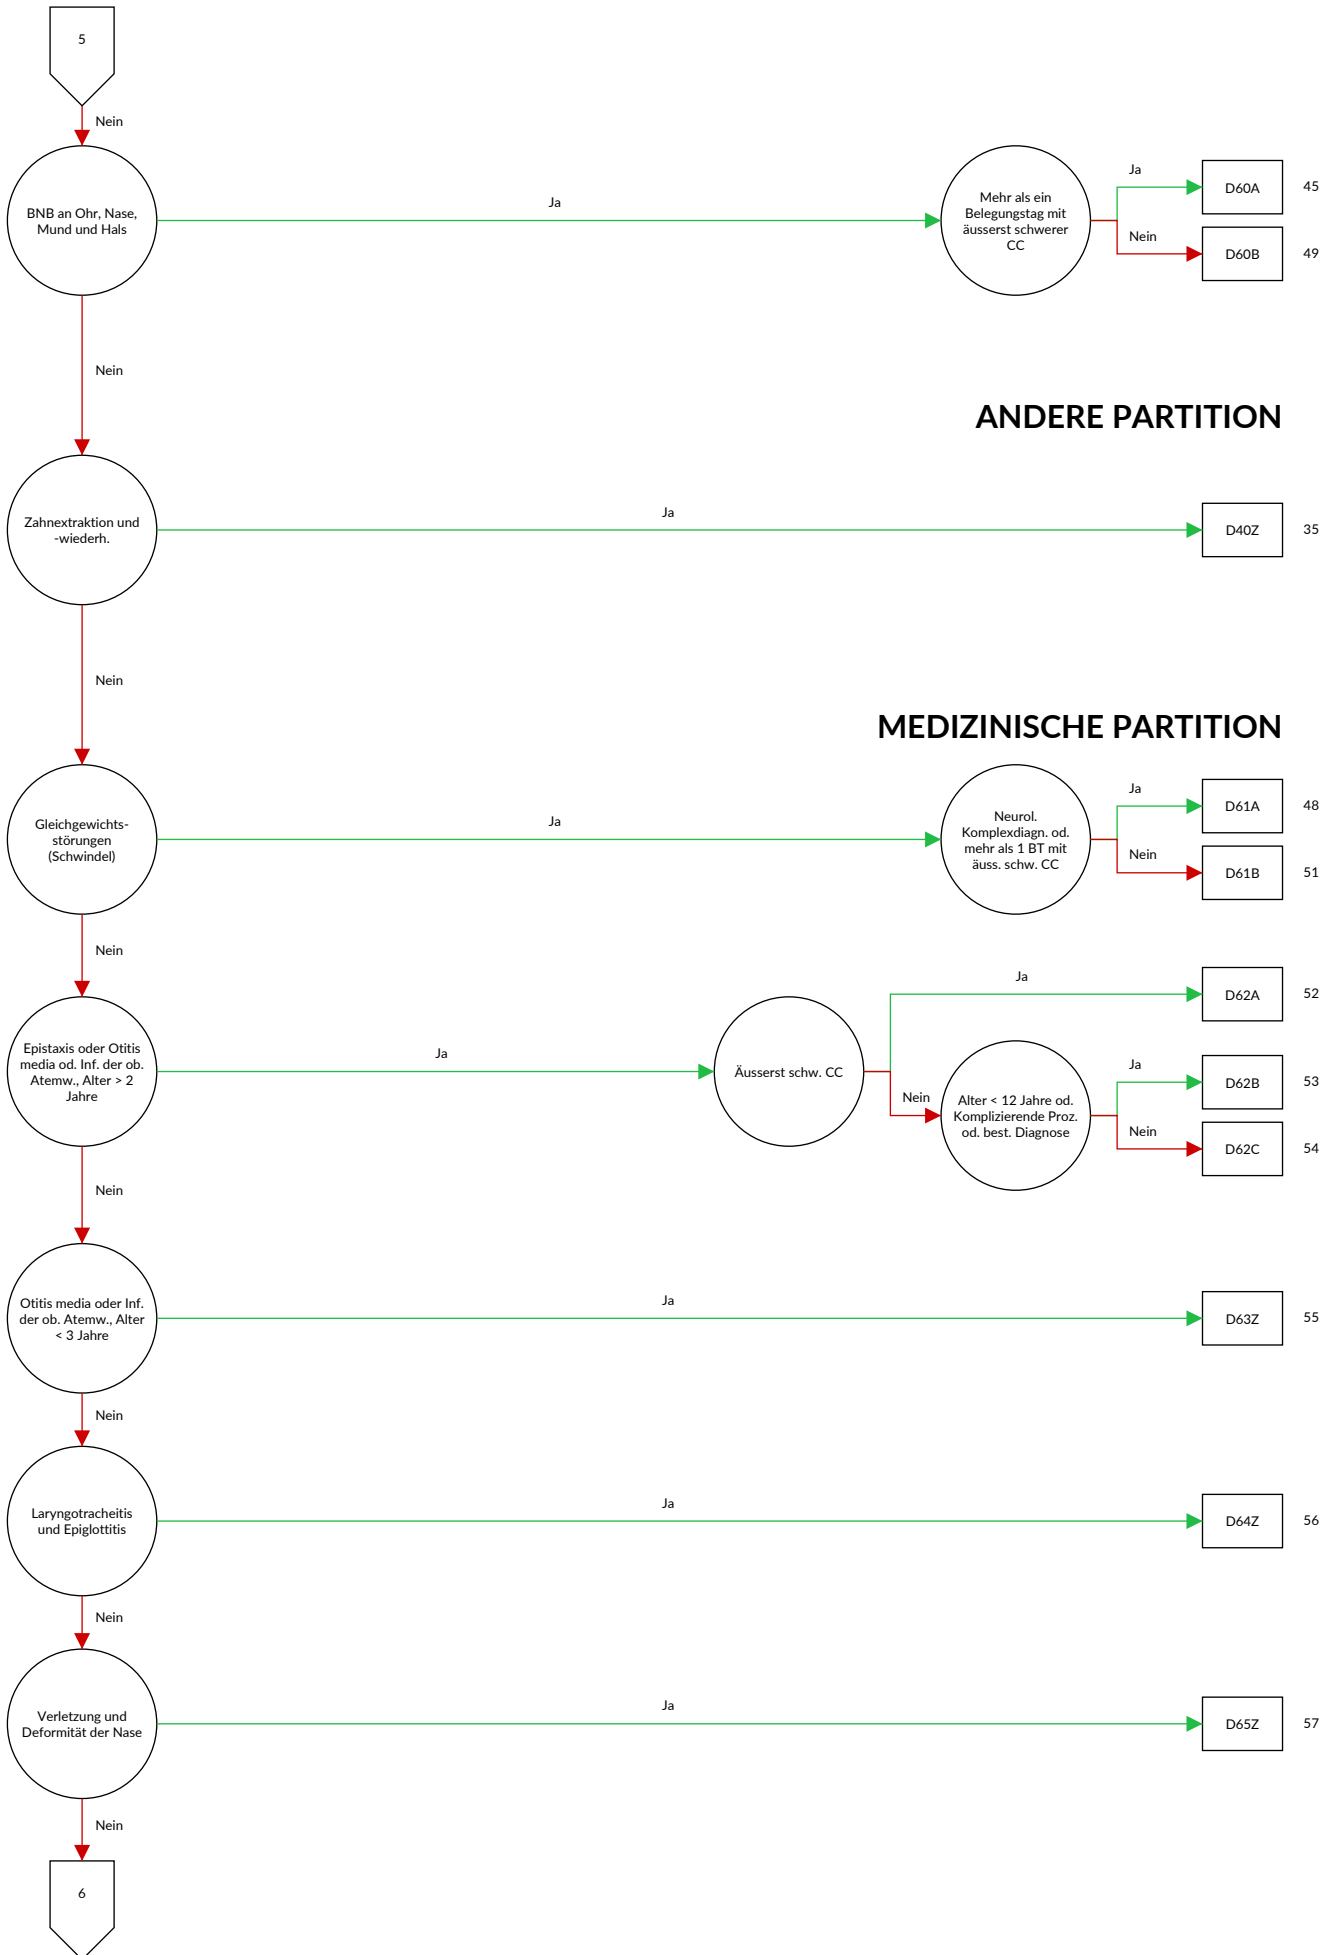 5
Nein
BNB an Ohr, Nase,
Mund und Hals
Ja
Mehr als ein
Belegungstag mit
äusserst schwerer
CC
Ja
D60A
45
Nein
D60B
49
Nein
ANDERE PARTITION
Zahnextraktion und
-wiederh.
Ja
D40Z
35
Nein
MEDIZINISCHE PARTITION
Gleichgewichts-
störungen
(Schwindel)
Ja
Neurol.
Komplexdiagn. od.
mehr als 1 BT mit
äuss. schw. CC
Ja
D61A
48
Nein
D61B
51
Nein
Epistaxis oder Otitis
media od. Inf. der ob.
Atemw., Alter > 2
Jahre
Ja
Äusserst schw. CC
Ja
D62A
52
Nein
Alter < 12 Jahre od.
Komplizierende Proz.
od. best. Diagnose
Ja
D62B
53
Nein
D62C
54
Nein
Otitis media oder Inf.
der ob. Atemw., Alter
< 3 Jahre
Ja
D63Z
55
Nein
Laryngotracheitis
und Epiglottitis
Ja
D64Z
56
Nein
Verletzung und
Deformität der Nase
Ja
D65Z
57
Nein
6